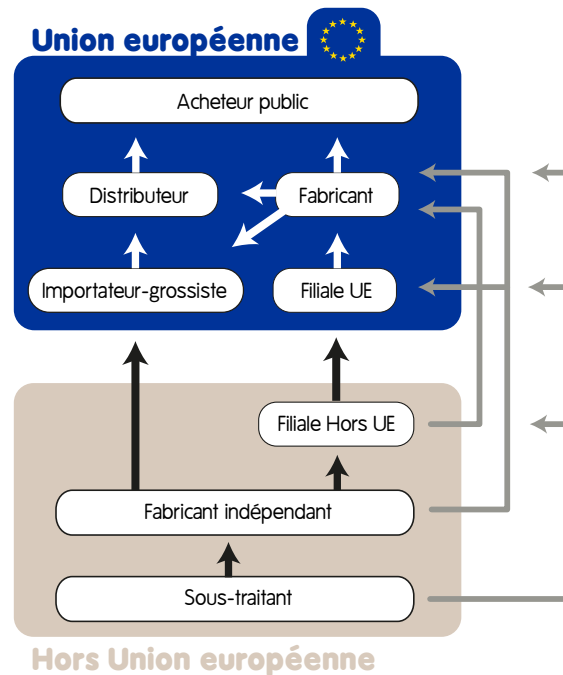 Union européenne
Acheteur public
Distributeur
Fabricant
Importateur-grossiste
Filiale UE
Filiale Hors UE
Fabricant indépendant
Sous-traitant
Hors Union européenne